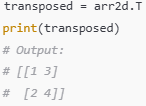 transposed = arr2d.T
print(transposed)
# Output:
# [[1 3]
#  [2 4]]